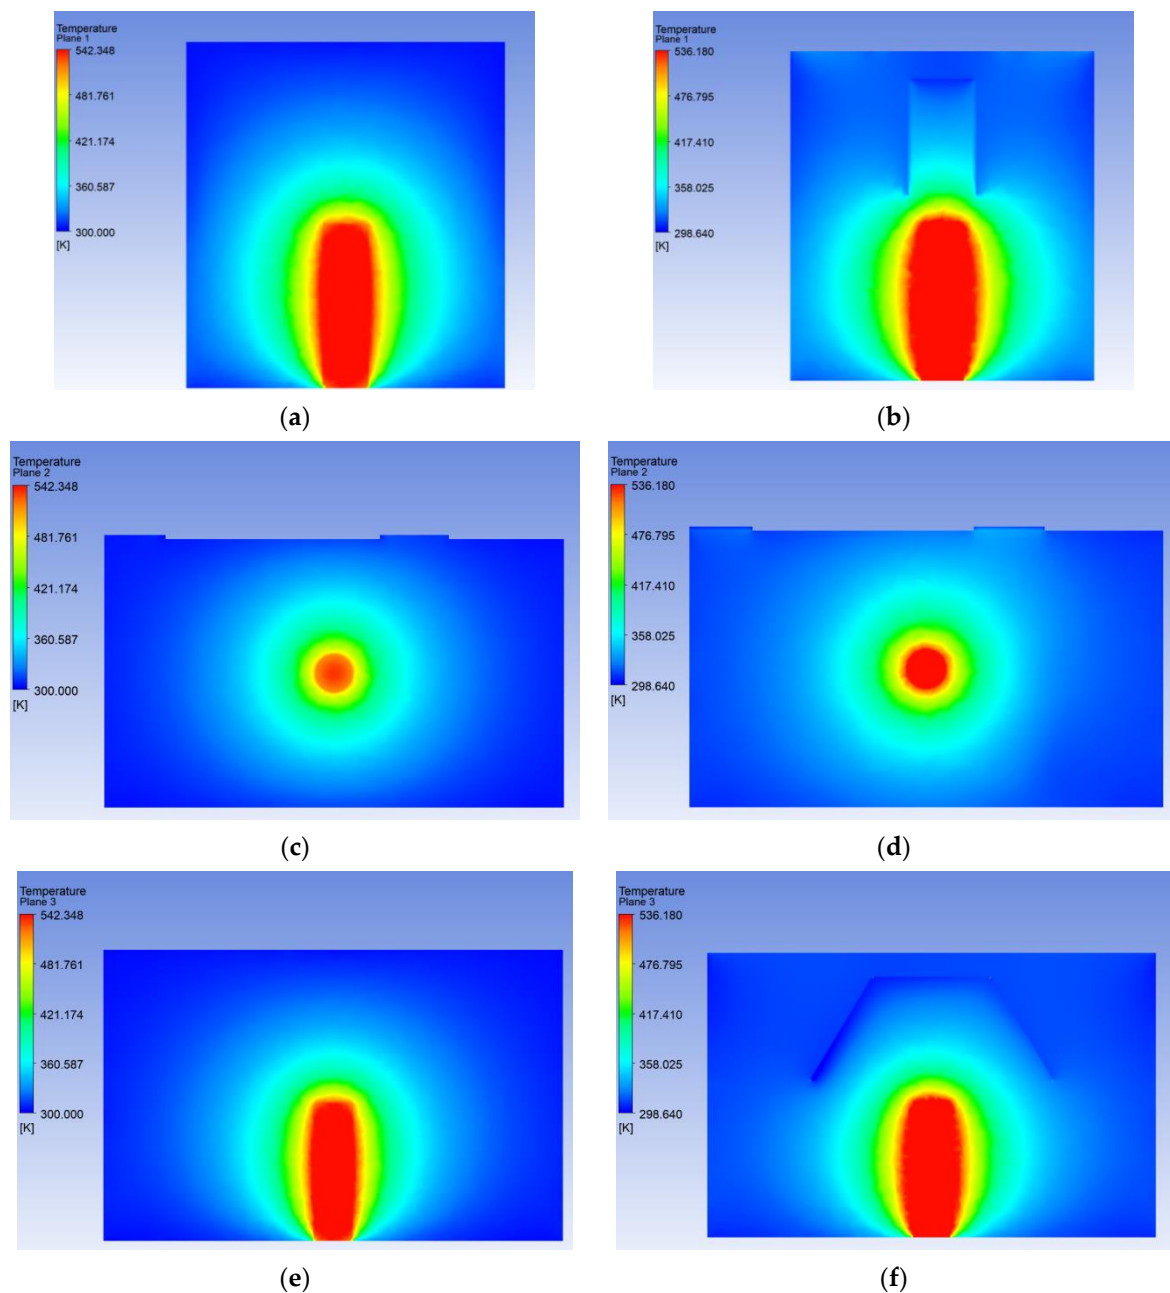 Temperature
Plane 1
542.348
481.761
421.174
360.587
300.000
[K]
(a)
Temperature
Plane 1
536.180
476.795
417.410
358.025
298.640
[K]
(b)
Temperature
Plane 2
542.348
481.761
421.174
360.587
300.000
[K]
(c)
Temperature
Plane 2
536.180
476.795
417.410
358.025
298.640
[K]
(d)
Temperature
Plane 3
542.348
481.761
421.174
360.587
300.000
[K]
(e)
Temperature
Plane 3
536.180
476.795
417.410
358.025
298.640
[K]
(f)